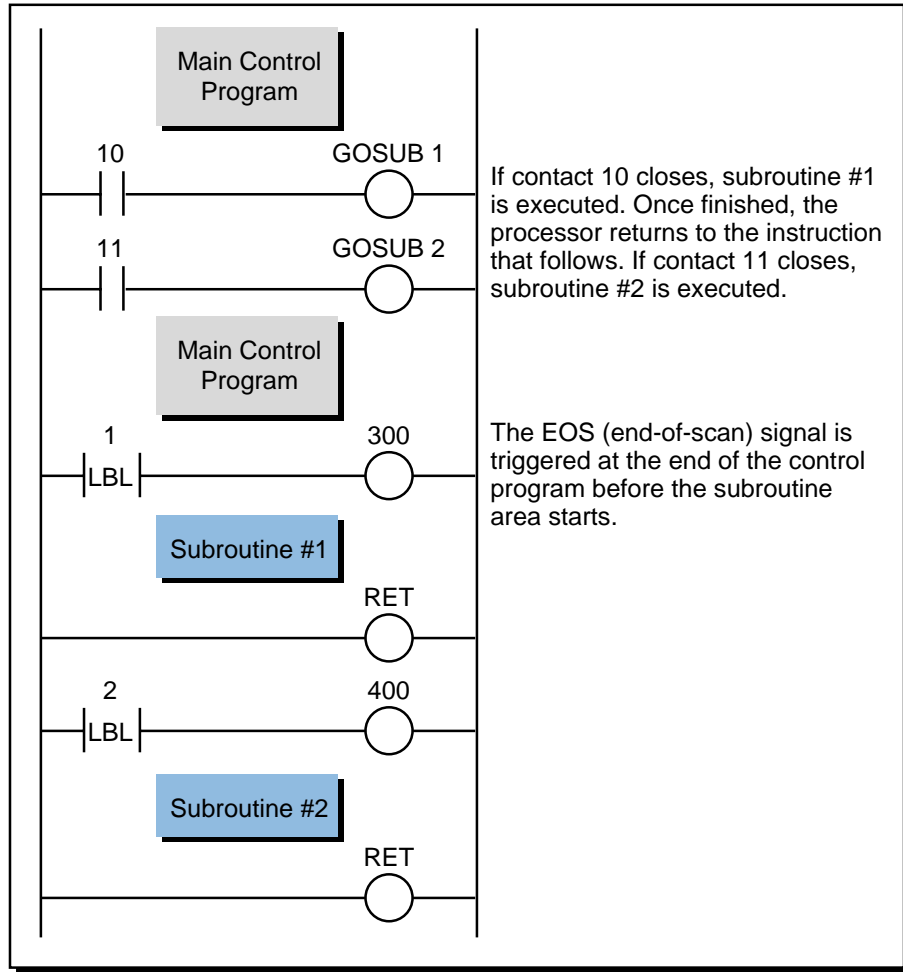 Main Control
Program
10
GOSUB 1
If contact 10 closes, subroutine #1
is executed. Once finished, the
processor returns to the instruction
that follows. If contact 11 closes,
subroutine #2 is executed.
11
GOSUB 2
Main Control
Program
1
300
LBL
The EOS (end-of-scan) signal is
triggered at the end of the control
program before the subroutine
area starts.
Subroutine #1
RET
2
400
LBL
Subroutine #2
RET